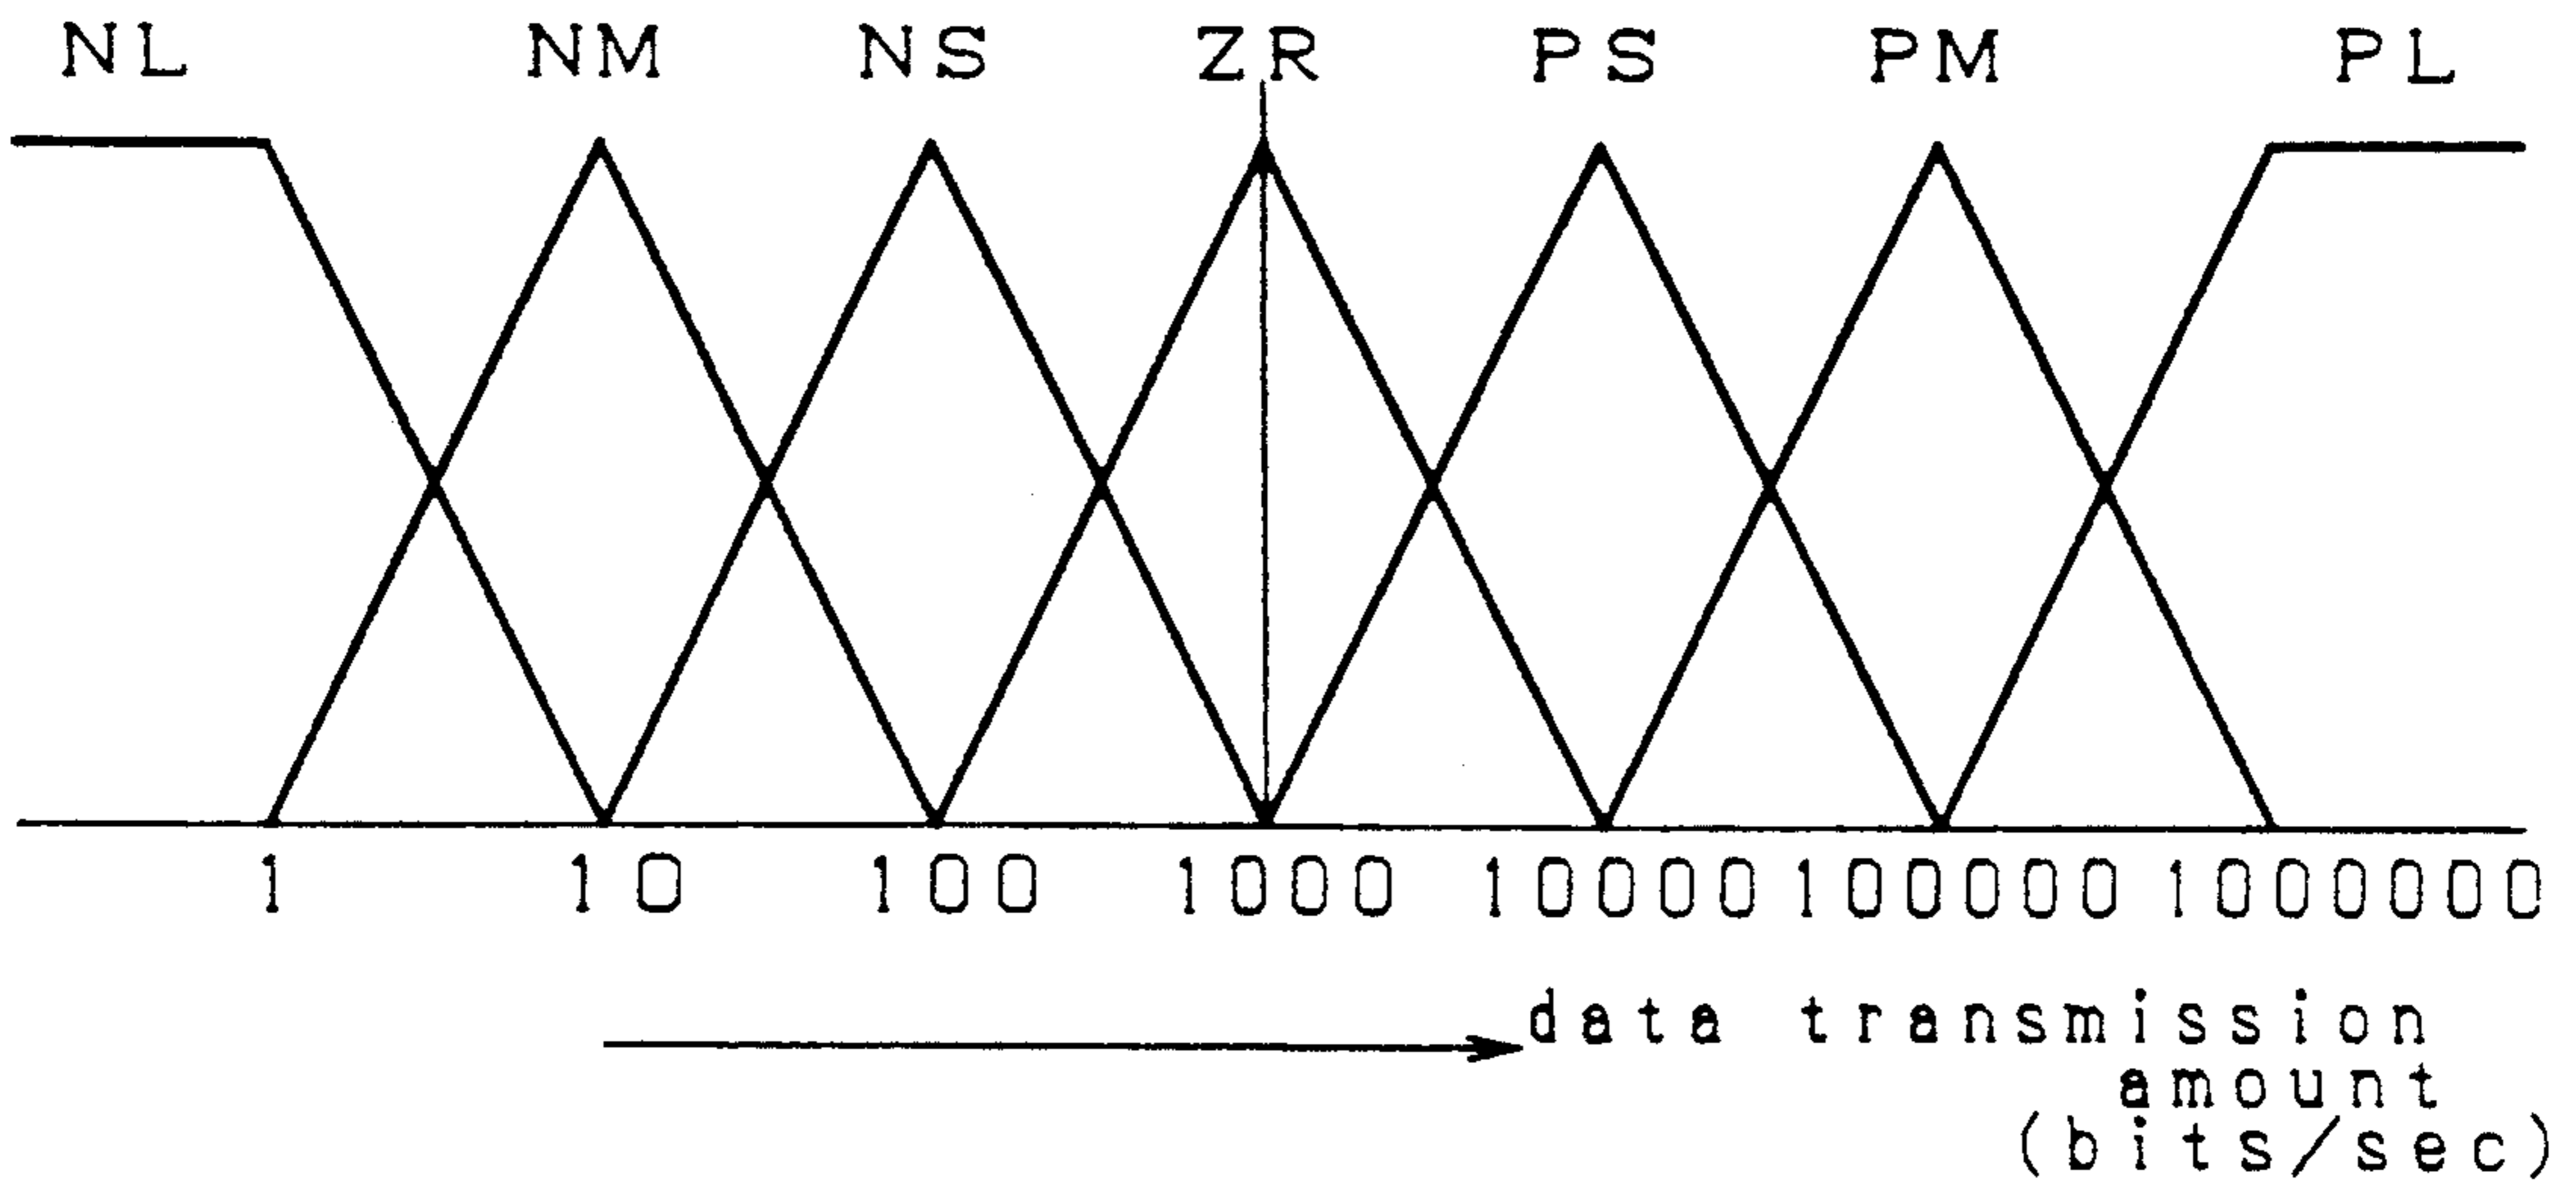 NL NM NS ZR PS PM PL
1 10 100 1000 10000 100000 1000000
data transmission
amount
(bits/sec)